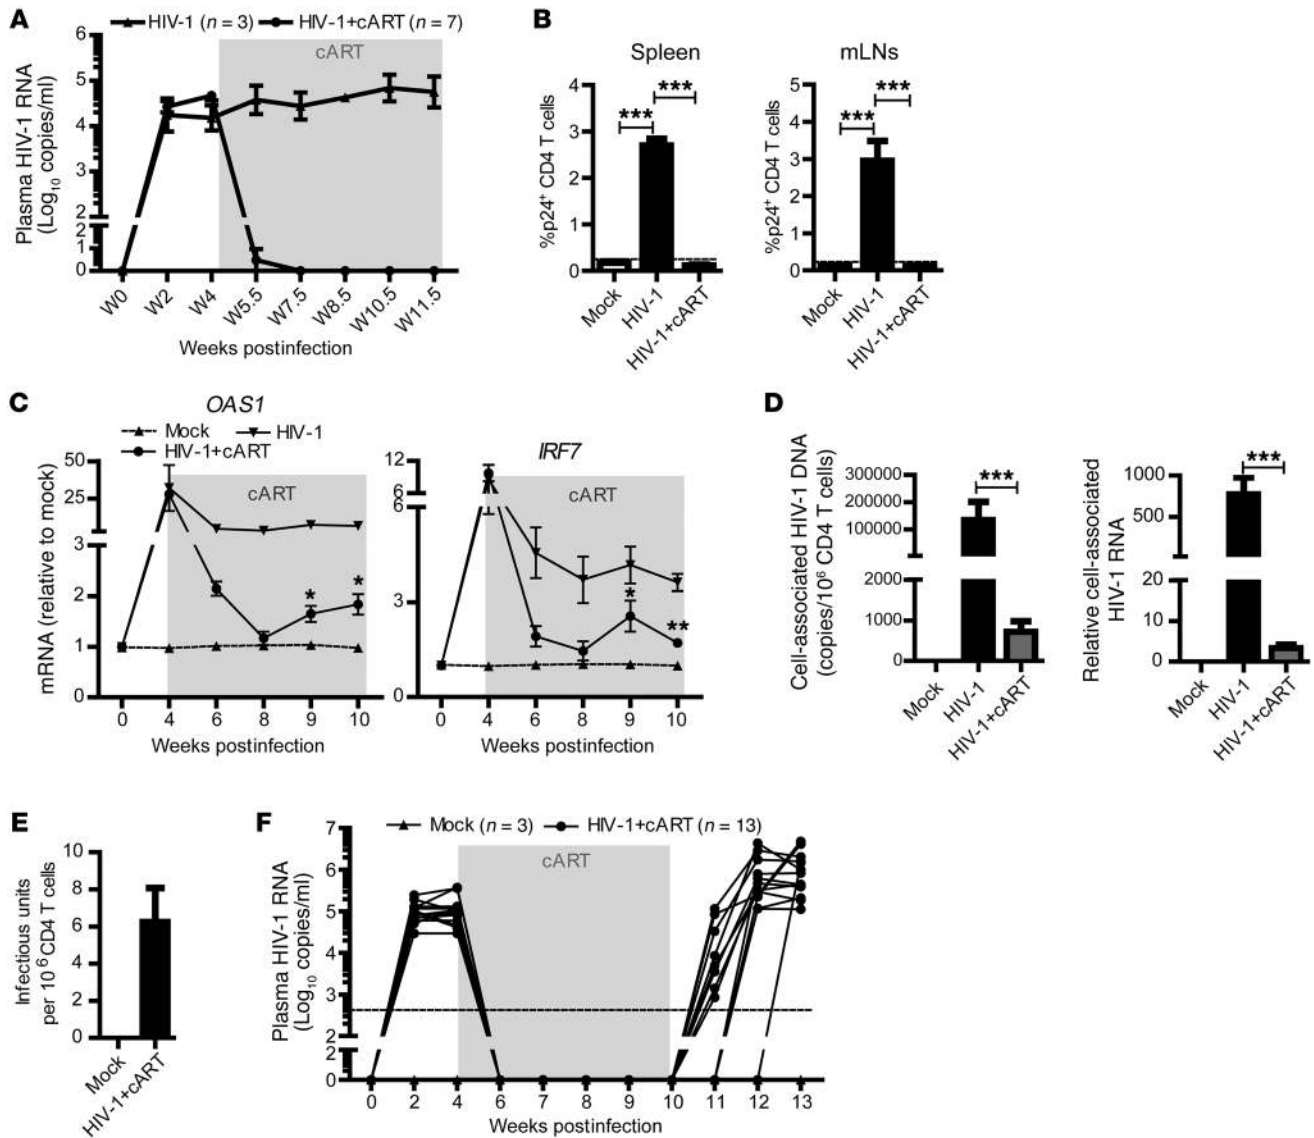 A
HIV-1 (n = 3) HIV-1+cART (n = 7)
cART
Plasma HIV-1 RNA
(Log10 copies/ml)
6
5
4
3
2
2
1
0
W0 W2 W4 W5.5 W7.5 W8.5 W10.5 W11.5
Weeks postinfection
B
Spleen
%p24+ CD4 T cells
4
3
2
1
0
***
***
Mock HIV-1 HIV-1+cART
mLNs
%p24+ CD4 T cells
5
4
3
2
1
0
***
***
Mock HIV-1 HIV-1+cART
C
OAS1
Mock HIV-1
HIV-1+cART
cART
mRNA (relative to mock)
50
25
3
2
1
0
*
*
0 4 6 8 9 10
Weeks postinfection
IRF7
cART
12
6
6
3
0
*
**
0 4 6 8 9 10
Weeks postinfection
D
Cell-associated HIV-1 DNA
(copies/10⁶ CD4 T cells)
300000
200000
100000
2000
1000
0
***
Mock HIV-1 HIV-1+cART
Relative cell-associated
HIV-1 RNA
1000
500
20
10
0
***
Mock HIV-1 HIV-1+cART
E
Infectious units
per 10⁶ CD4 T cells
10
8
6
4
2
0
Mock HIV-1+cART
F
Mock (n = 3) HIV-1+cART (n = 13)
cART
Plasma HIV-1 RNA
(Log10 copies/ml)
7
6
5
4
3
2
2
0
0 2 4 6 7 8 9 10 11 12 13
Weeks postinfection